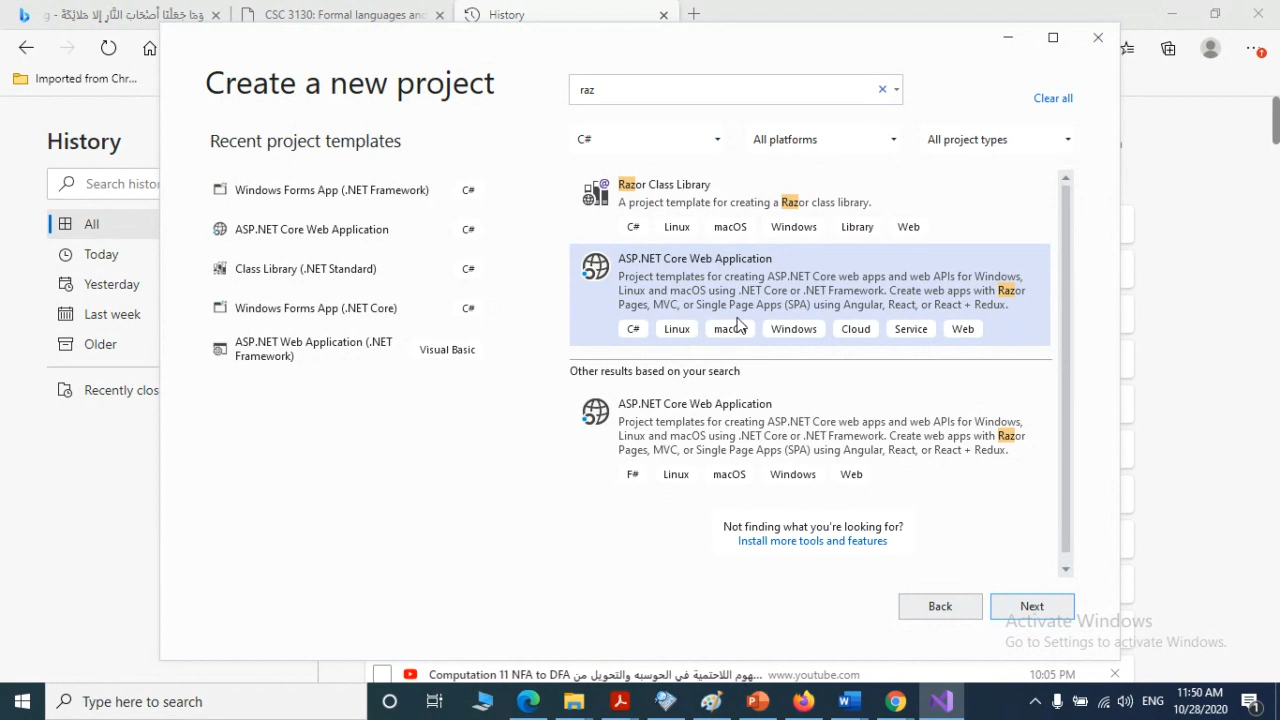 وَمَا جَعَلْنَا أَصْحَابَ النَّارِ إِلَّا مَلَائِكَةً - g
CSC 3130: Formal languages and
History
Imported from Chr...
Create a new project
raz
Clear all
Recent project templates
C#
All platforms
All project types
History
Search histor
All
Today
Yesterday
Last week
Older
Recently clos
Windows Forms App (.NET Framework)
C#
ASP.NET Core Web Application
C#
Class Library (.NET Standard)
C#
Windows Forms App (.NET Core)
C#
ASP.NET Web Application (.NET
Framework)
Visual Basic
Razor Class Library
A project template for creating a Razor class library.
C# Linux macOS Windows Library Web
ASP.NET Core Web Application
Project templates for creating ASP.NET Core web apps and web APIs for Windows,
Linux and macOS using .NET Core or .NET Framework. Create web apps with Razor
Pages, MVC, or Single Page Apps (SPA) using Angular, React, or React + Redux.
C# Linux macOS Windows Cloud Service Web
Other results based on your search
ASP.NET Core Web Application
Project templates for creating ASP.NET Core web apps and web APIs for Windows,
Linux and macOS using .NET Core or .NET Framework. Create web apps with Razor
Pages, MVC, or Single Page Apps (SPA) using Angular, React, or React + Redux.
F# Linux macOS Windows Web
Not finding what you're looking for?
Install more tools and features
Back
Next
Activate Windows
Go to Settings to activate Windows.
Computation 11 NFA to DFA هوم اللاحتمية في الحوسبه والتحويل من... www.youtube.com 10:05 PM
Type here to search
ENG
11:50 AM
10/28/2020
1